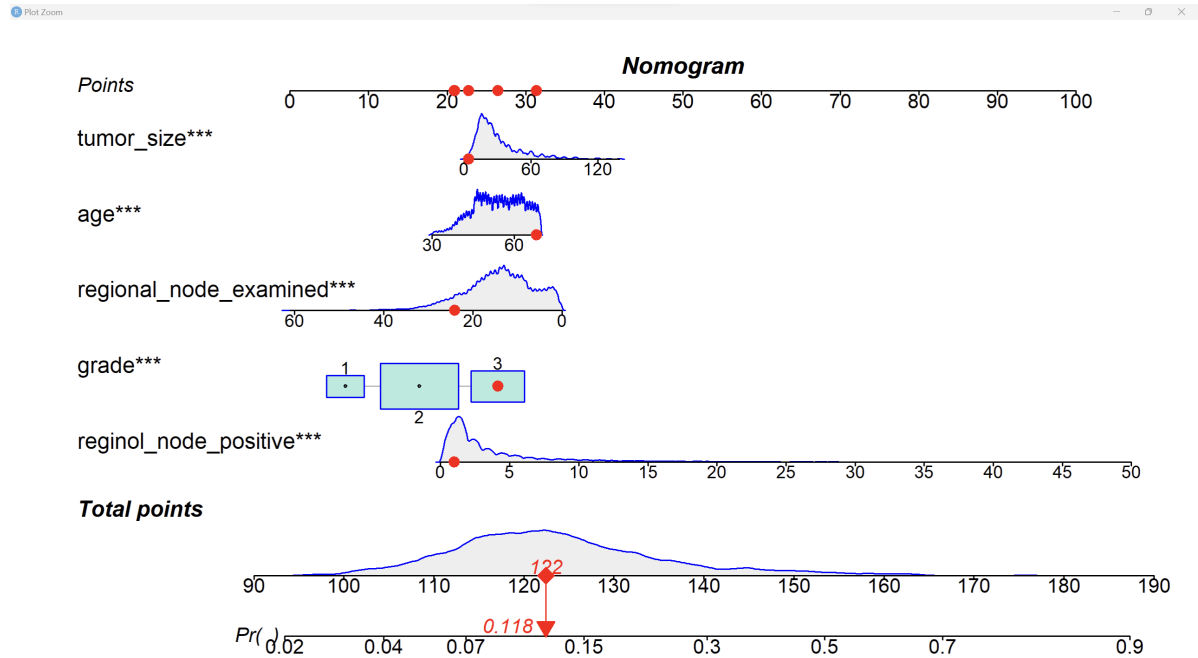 Plot Zoom
Nomogram
Points
0 10 20 30 40 50 60 70 80 90 100
tumor_size***
0 60 120
age***
30 60
regional_node_examined***
60 40 20 0
grade***
1 3
2
reginol_node_positive***
0 5 10 15 20 25 30 35 40 45 50
Total points
122
90 100 110 120 130 140 150 160 170 180 190
0.118
Pr( )
0.02 0.04 0.07 0.15 0.3 0.5 0.7 0.9